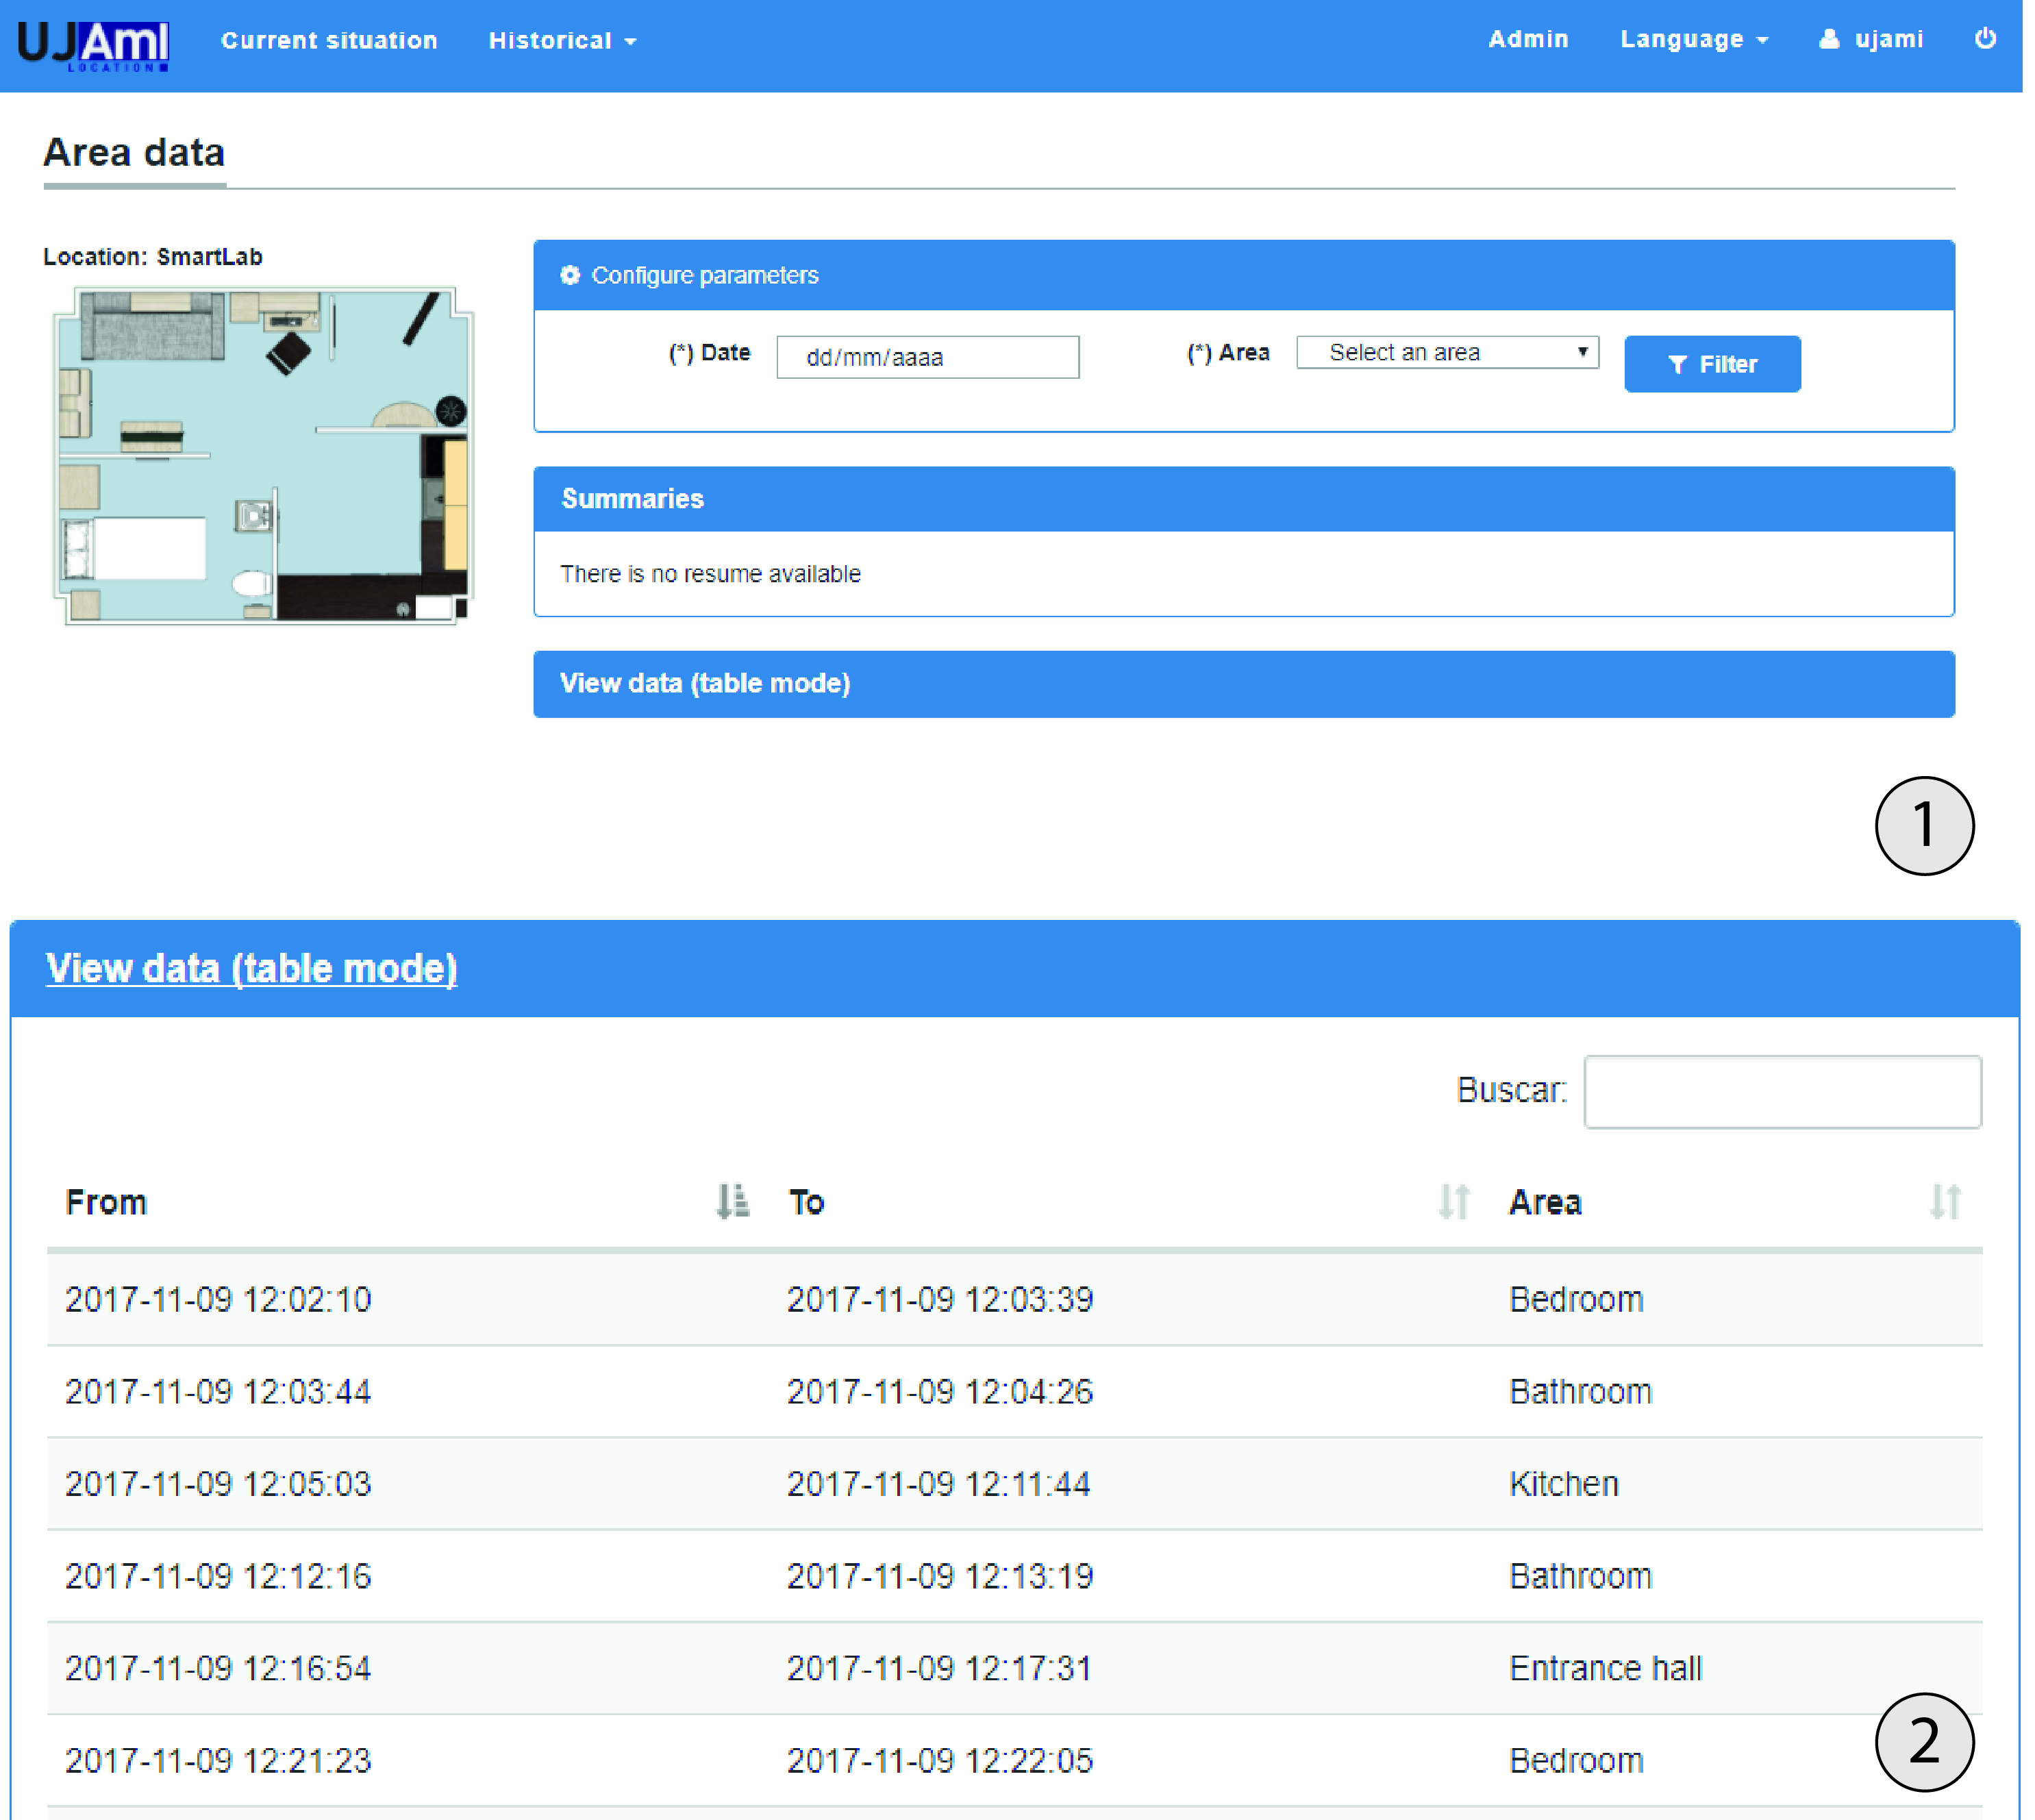 UJAmI Current situation Historical Admin Language ujami
LOCATION
Area data
Location: SmartLab
Configure parameters
(*) Date dd/mm/aaaa (*) Area Select an area Filter
Summaries
There is no resume available
View data (table mode)
1
View data (table mode)
Buscar:
From To Area
2017-11-09 12:02:10 2017-11-09 12:03:39 Bedroom
2017-11-09 12:03:44 2017-11-09 12:04:26 Bathroom
2017-11-09 12:05:03 2017-11-09 12:11:44 Kitchen
2017-11-09 12:12:16 2017-11-09 12:13:19 Bathroom
2017-11-09 12:16:54 2017-11-09 12:17:31 Entrance hall
2017-11-09 12:21:23 2017-11-09 12:22:05 Bedroom
2